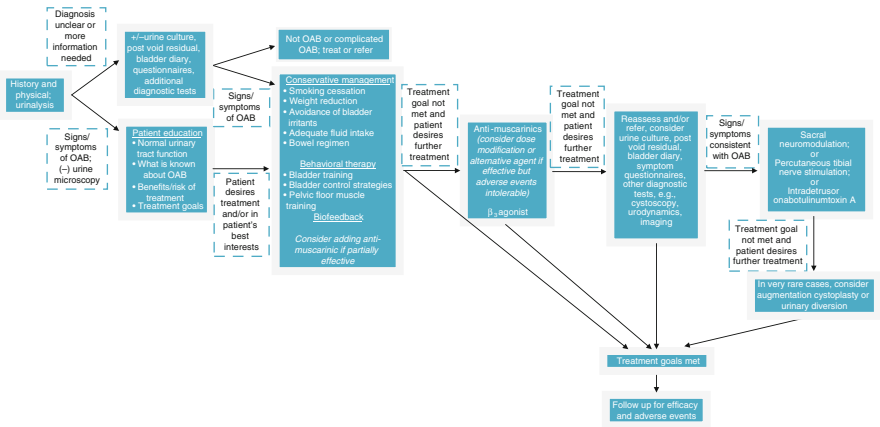 Diagnosis
unclear or
more
information
needed
+/–urine culture,
post void residual,
bladder diary,
questionnaires,
additional
diagnostic tests
Not OAB or complicated
OAB; treat or refer
History and
physical;
urinalysis
Signs/
symptoms
of OAB
Signs/
symptoms
of OAB;
(–) urine
microscopy
Patient education
• Normal urinary
tract function
• What is known
about OAB
• Benefits/risk of
treatment
• Treatment goals
Patient
desires
treatment
and/or in
patient's
best
interests
Conservative management
• Smoking cessation
• Weight reduction
• Avoidance of bladder
irritants
• Adequate fluid intake
• Bowel regimen
Behavioral therapy
• Bladder training
• Bladder control strategies
• Pelvic floor muscle
training
Biofeedback
Consider adding anti-
muscarinic if partially
effective
Treatment
goal not
met and
patient
desires
further
treatment
Anti-muscarinics
(consider dose
modification or
alternative agent if
effective but
adverse events
intolerable)
β3agonist
Treatment
goal not
met and
patient
desires
further
treatment
Reassess and/or
refer, consider
urine culture, post
void residual,
bladder diary,
symptom
questionnaires,
other diagnostic
tests, e.g.,
cystoscopy,
urodynamics,
imaging
Signs/
symptoms
consistent
with OAB
Sacral
neuromodulation;
or
Percutaneous tibial
nerve stimulation;
or
Intradetrusor
onabotulinumtoxin A
Treatment goal
not met and
patient desires
further treatment
In very rare cases, consider
augmentation cystoplasty or
urinary diversion
Treatment goals met
Follow up for efficacy
and adverse events